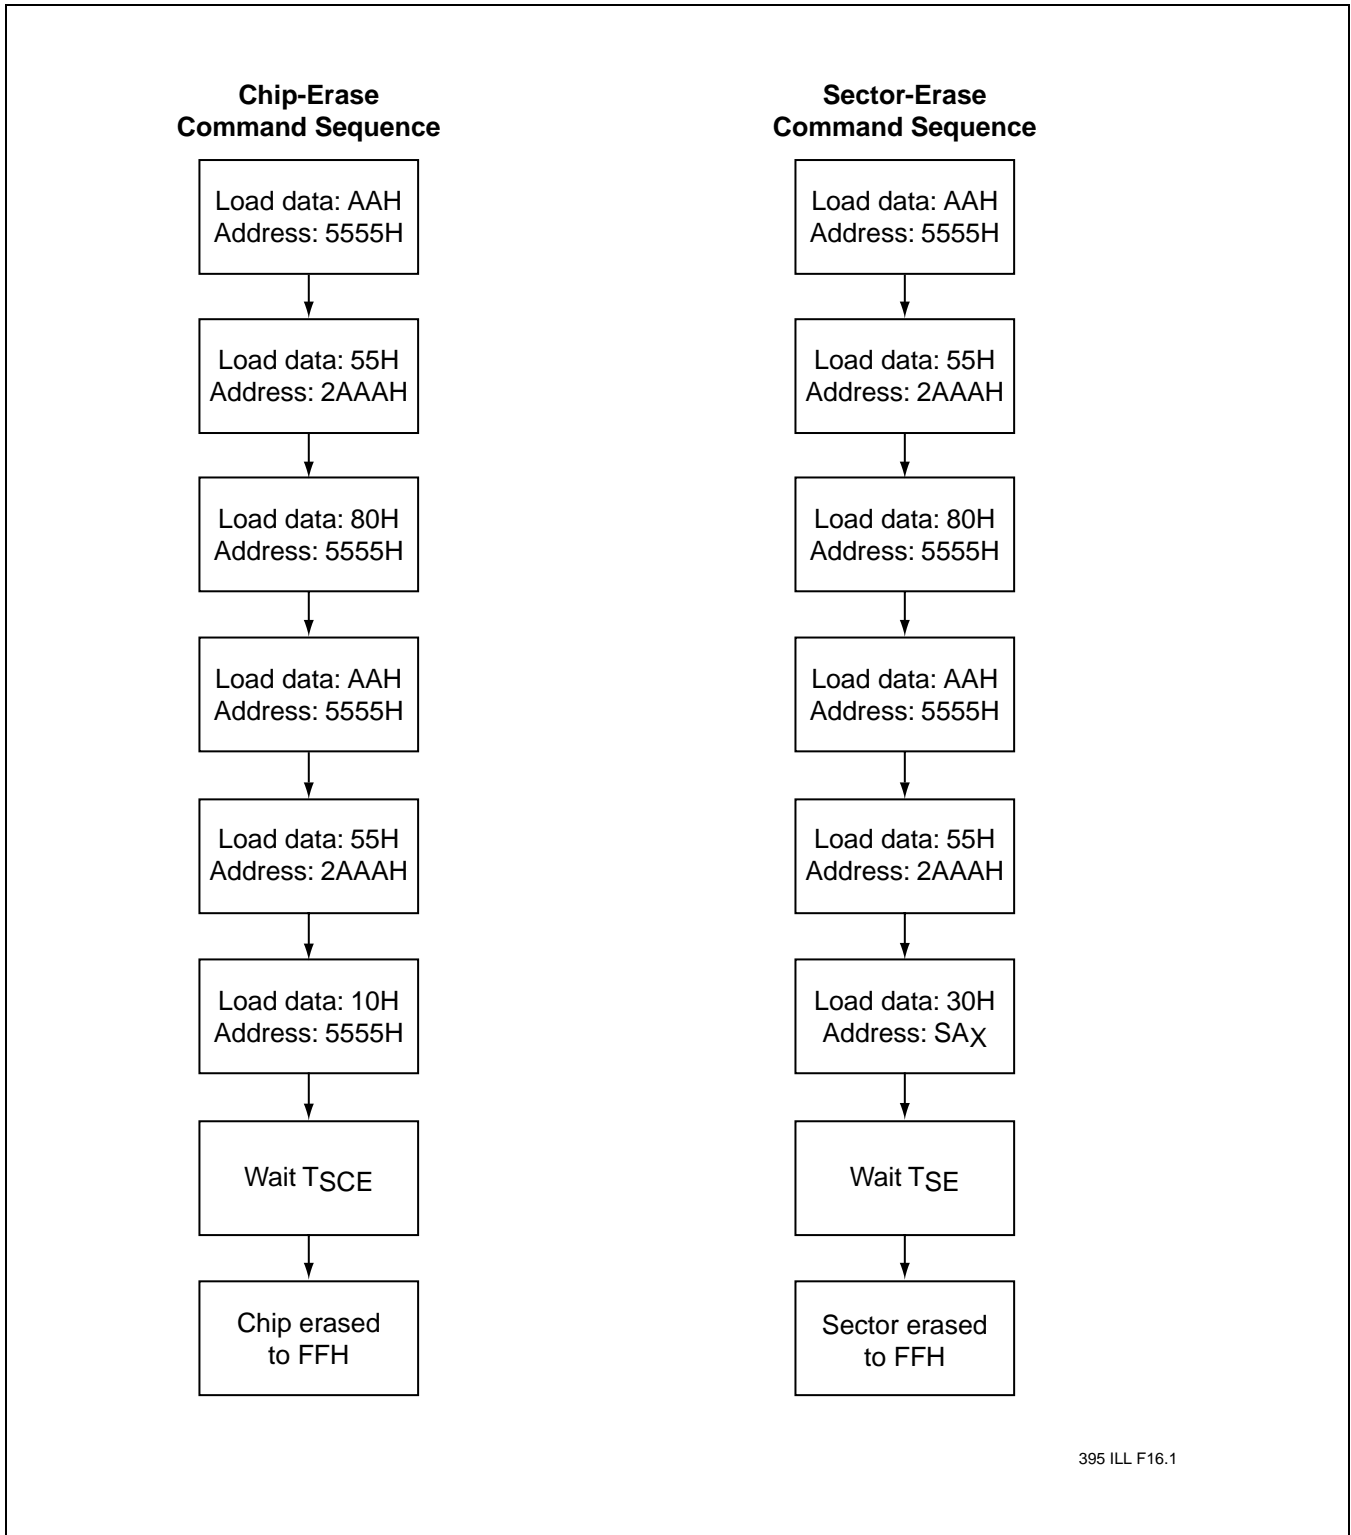 Chip-Erase
Command Sequence
Load data: AAH
Address: 5555H
Load data: 55H
Address: 2AAAH
Load data: 80H
Address: 5555H
Load data: AAH
Address: 5555H
Load data: 55H
Address: 2AAAH
Load data: 10H
Address: 5555H
Wait TSCE
Chip erased
to FFH
Sector-Erase
Command Sequence
Load data: AAH
Address: 5555H
Load data: 55H
Address: 2AAAH
Load data: 80H
Address: 5555H
Load data: AAH
Address: 5555H
Load data: 55H
Address: 2AAAH
Load data: 30H
Address: SAX
Wait TSE
Sector erased
to FFH
395 ILL F16.1